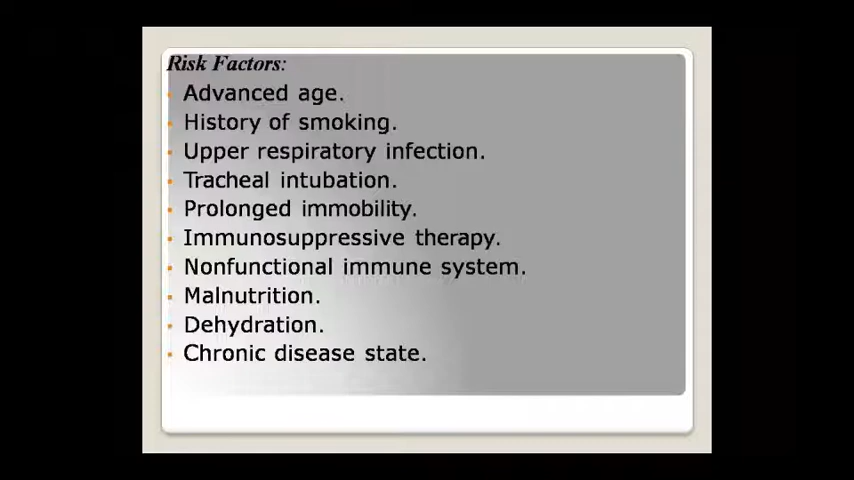 Risk Factors:
• Advanced age.
• History of smoking.
• Upper respiratory infection.
• Tracheal intubation.
• Prolonged immobility.
• Immunosuppressive therapy.
• Nonfunctional immune system.
• Malnutrition.
• Dehydration.
• Chronic disease state.